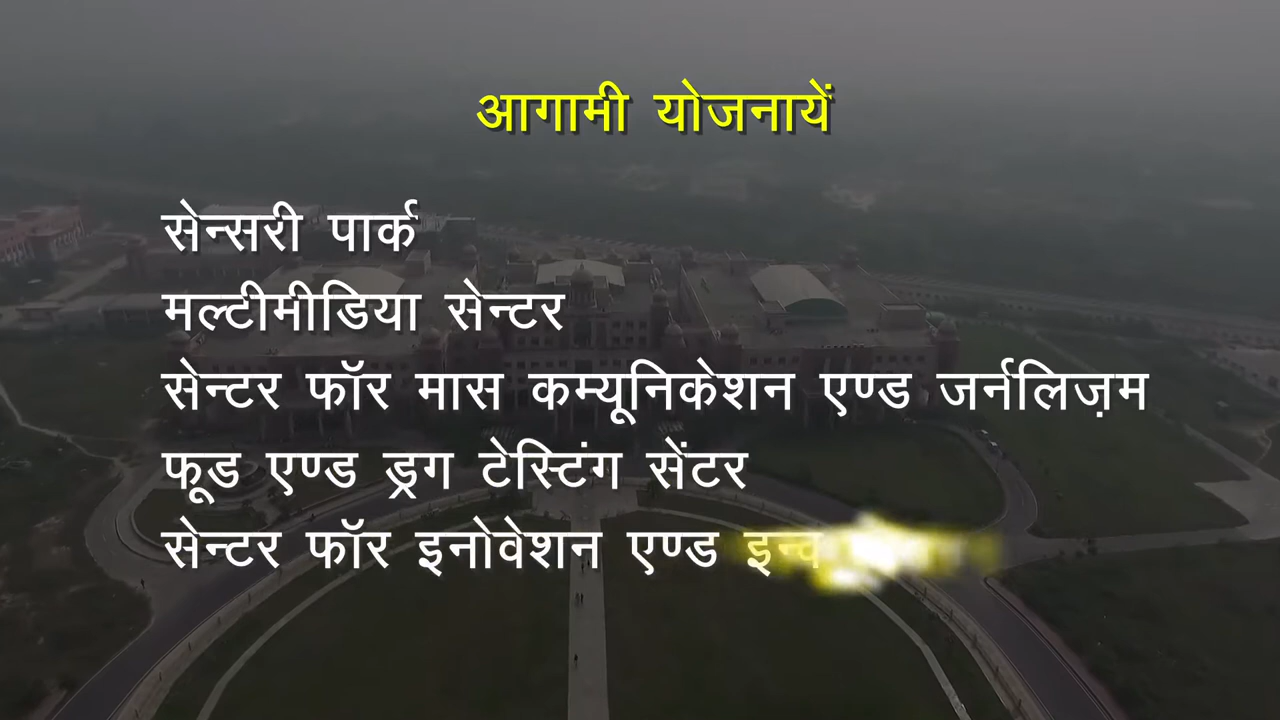 आगामी योजनायें
सेन्सरी पार्क
मल्टीमीडिया सेन्टर
सेन्टर फॉर मास कम्यूनिकेशन एण्ड जर्नलिज़म
फूड एण्ड ड्रग टेस्टिंग सेंटर
सेन्टर फॉर इनोवेशन एण्ड